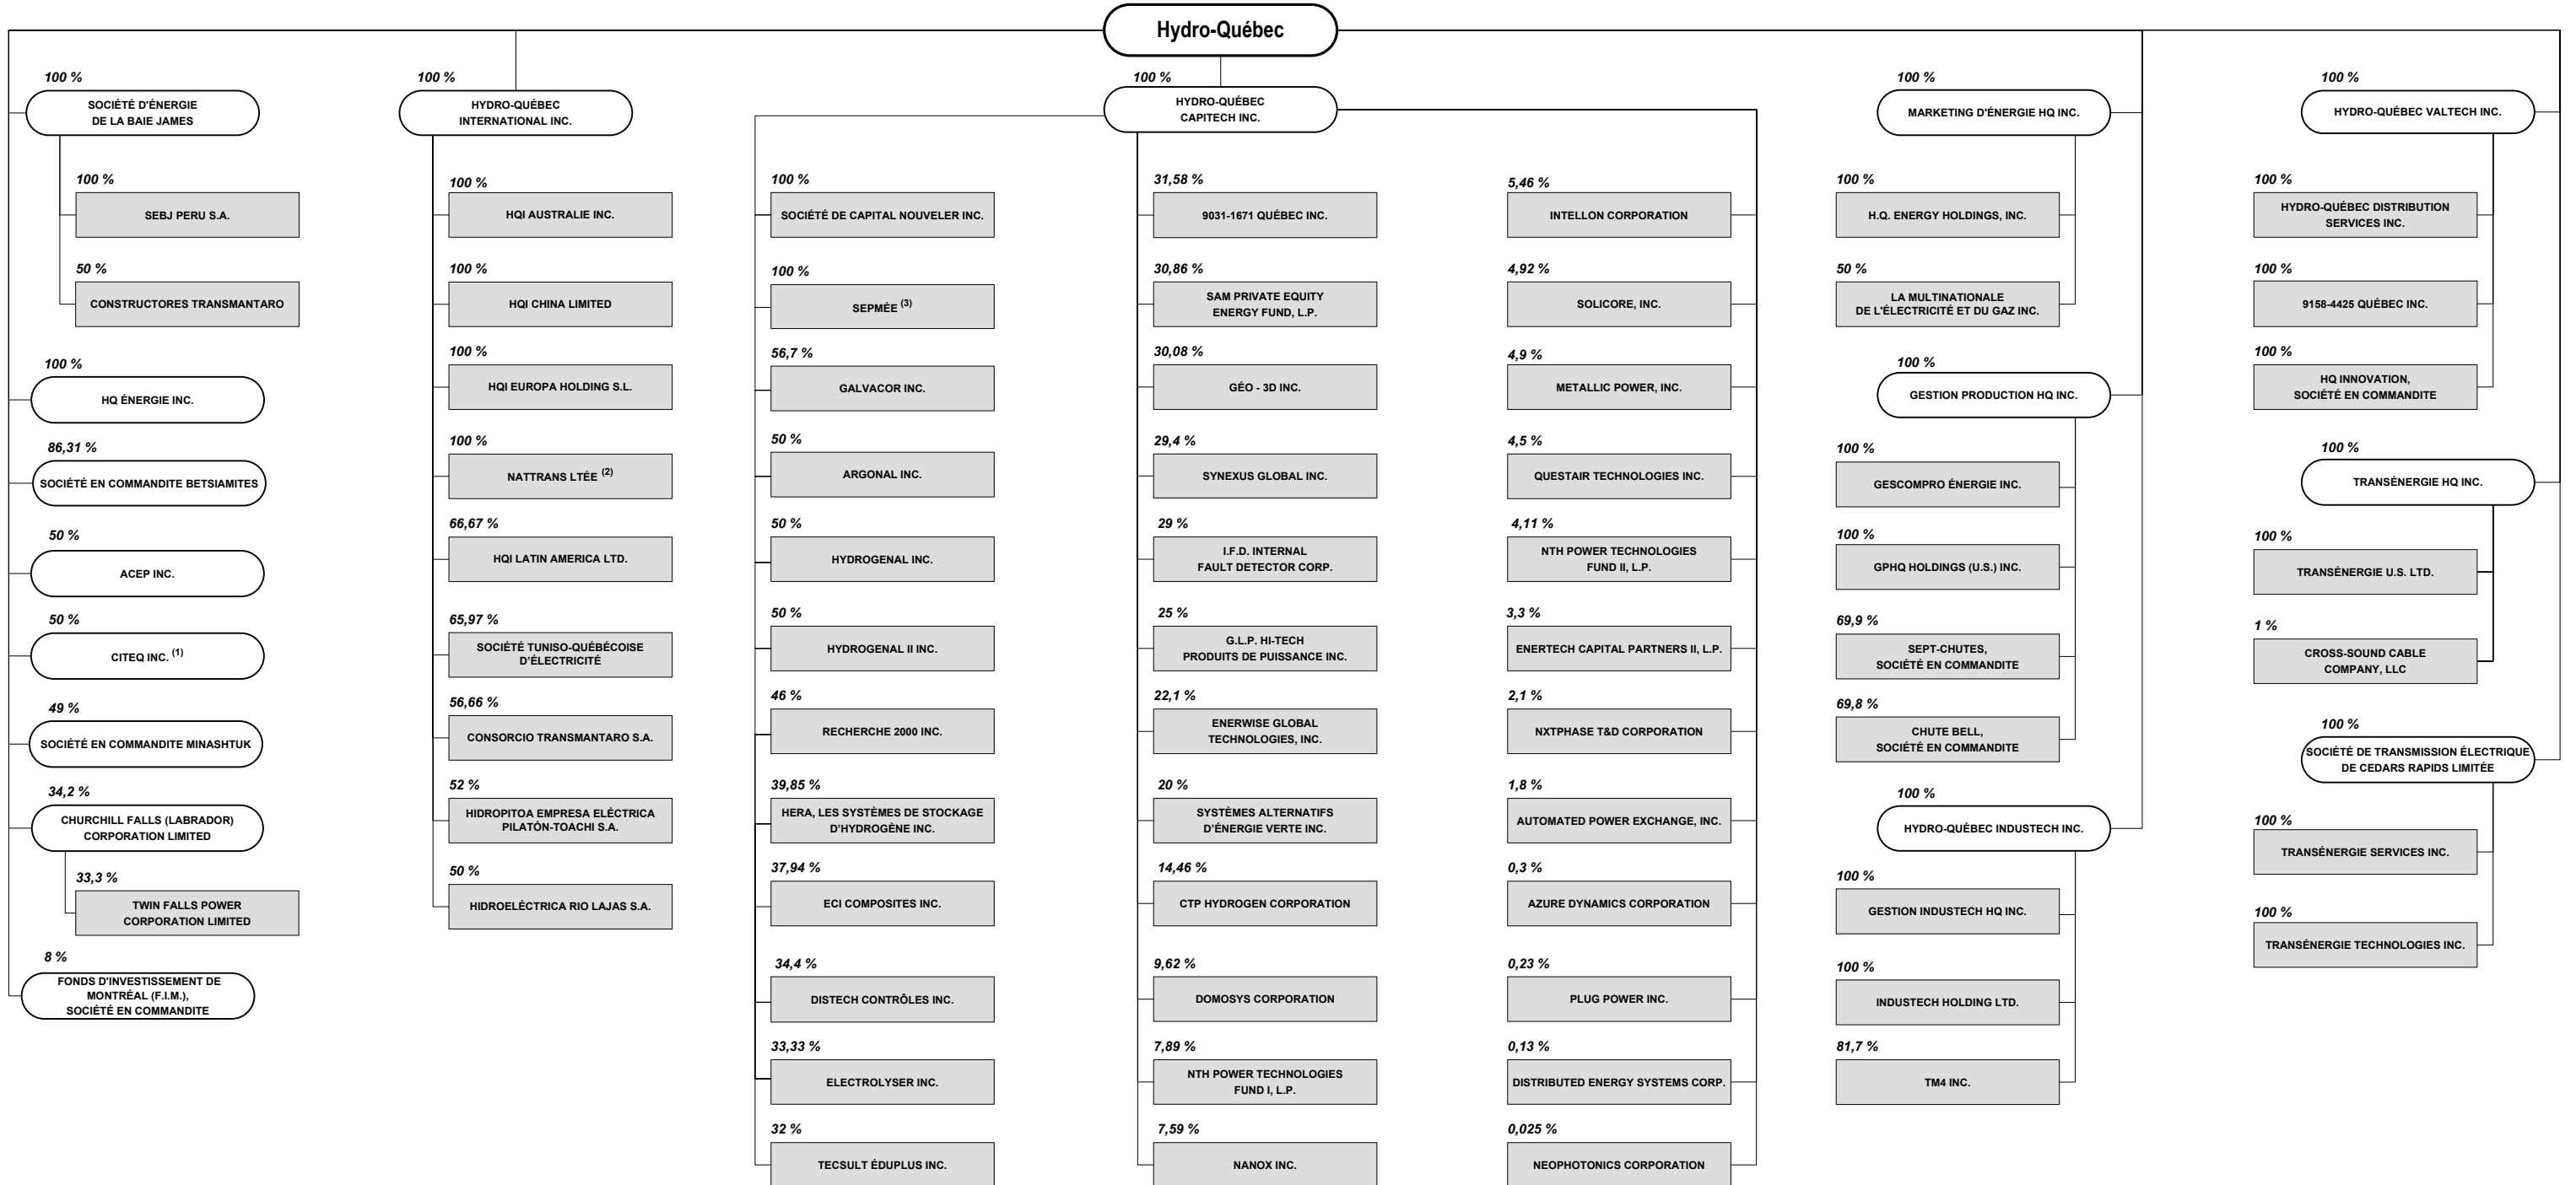 Hydro-Québec
100 %
SOCIÉTÉ D'ÉNERGIE
DE LA BAIE JAMES
100 %
SEBJ PERU S.A.
50 %
CONSTRUCTORES TRANSMANTARO
100 %
HQ ÉNERGIE INC.
86,31 %
SOCIÉTÉ EN COMMANDITE BETSIAMITES
50 %
ACEP INC.
50 %
CITEQ INC. (1)
49 %
SOCIÉTÉ EN COMMANDITE MINASHTUK
34,2 %
CHURCHILL FALLS (LABRADOR)
CORPORATION LIMITED
33,3 %
TWIN FALLS POWER
CORPORATION LIMITED
8 %
FONDS D'INVESTISSEMENT DE
MONTRÉAL (F.I.M.),
SOCIÉTÉ EN COMMANDITE
100 %
HYDRO-QUÉBEC
INTERNATIONAL INC.
100 %
HQI AUSTRALIE INC.
100 %
HQI CHINA LIMITED
100 %
HQI EUROPA HOLDING S.L.
100 %
NATTRANS LTÉE (2)
66,67 %
HQI LATIN AMERICA LTD.
65,97 %
SOCIÉTÉ TUNISO-QUÉBÉCOISE
D'ÉLECTRICITÉ
56,66 %
CONSORCIO TRANSMANTARO S.A.
52 %
HIDROPITOA EMPRESA ELÉCTRICA
PILATÓN-TOACHI S.A.
50 %
HIDROELÉCTRICA RIO LAJAS S.A.
100 %
HYDRO-QUÉBEC
CAPITECH INC.
100 %
SOCIÉTÉ DE CAPITAL NOUVELER INC.
100 %
SEPMÉE (3)
56,7 %
GALVACOR INC.
50 %
ARGONAL INC.
50 %
HYDROGENAL INC.
50 %
HYDROGENAL II INC.
46 %
RECHERCHE 2000 INC.
39,85 %
HERA, LES SYSTÈMES DE STOCKAGE
D'HYDROGÈNE INC.
37,94 %
ECI COMPOSITES INC.
34,4 %
DISTECH CONTRÔLES INC.
33,33 %
ELECTROLYSER INC.
32 %
TECSULT ÉDUPLUS INC.
31,58 %
9031-1671 QUÉBEC INC.
30,86 %
SAM PRIVATE EQUITY
ENERGY FUND, L.P.
30,08 %
GÉO - 3D INC.
29,4 %
SYNEXUS GLOBAL INC.
29 %
I.F.D. INTERNAL
FAULT DETECTOR CORP.
25 %
G.L.P. HI-TECH
PRODUITS DE PUISSANCE INC.
22,1 %
ENERWISE GLOBAL
TECHNOLOGIES, INC.
20 %
SYSTÈMES ALTERNATIFS
D'ÉNERGIE VERTE INC.
14,46 %
CTP HYDROGEN CORPORATION
9,62 %
DOMOSYS CORPORATION
7,89 %
NTH POWER TECHNOLOGIES
FUND I, L.P.
7,59 %
NANOX INC.
5,46 %
INTELLON CORPORATION
4,92 %
SOLICORE, INC.
4,9 %
METALLIC POWER, INC.
4,5 %
QUESTAIR TECHNOLOGIES INC.
4,11 %
NTH POWER TECHNOLOGIES
FUND II, L.P.
3,3 %
ENERTECH CAPITAL PARTNERS II, L.P.
2,1 %
NXTPHASE T&D CORPORATION
1,8 %
AUTOMATED POWER EXCHANGE, INC.
0,3 %
AZURE DYNAMICS CORPORATION
0,23 %
PLUG POWER INC.
0,13 %
DISTRIBUTED ENERGY SYSTEMS CORP.
0,025 %
NEOPHOTONICS CORPORATION
100 %
MARKETING D'ÉNERGIE HQ INC.
100 %
H.Q. ENERGY HOLDINGS, INC.
50 %
LA MULTINATIONALE
DE L'ÉLECTRICITÉ ET DU GAZ INC.
100 %
GESTION PRODUCTION HQ INC.
100 %
GESCOMPRO ÉNERGIE INC.
100 %
GPHQ HOLDINGS (U.S.) INC.
69,9 %
SEPT-CHUTES,
SOCIÉTÉ EN COMMANDITE
69,8 %
CHUTE BELL,
SOCIÉTÉ EN COMMANDITE
100 %
HYDRO-QUÉBEC INDUSTECH INC.
100 %
GESTION INDUSTECH HQ INC.
100 %
INDUSTECH HOLDING LTD.
81,7 %
TM4 INC.
100 %
HYDRO-QUÉBEC VALTECH INC.
100 %
HYDRO-QUÉBEC DISTRIBUTION
SERVICES INC.
100 %
9158-4425 QUÉBEC INC.
100 %
HQ INNOVATION,
SOCIÉTÉ EN COMMANDITE
100 %
TRANSÉNERGIE HQ INC.
100 %
TRANSÉNERGIE U.S. LTD.
1 %
CROSS-SOUND CABLE
COMPANY, LLC
100 %
SOCIÉTÉ DE TRANSMISSION ÉLECTRIQUE
DE CEDARS RAPIDS LIMITÉE
100 %
TRANSÉNERGIE SERVICES INC.
100 %
TRANSÉNERGIE TECHNOLOGIES INC.